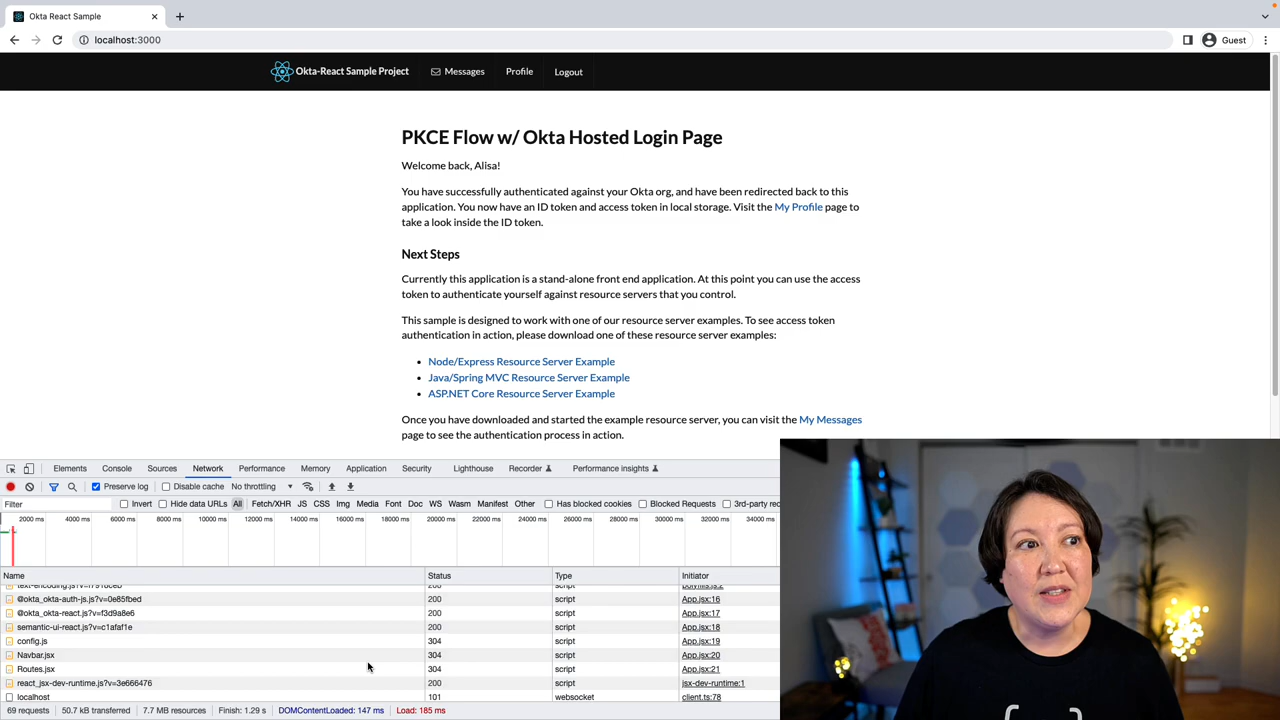 Okta React Sample
localhost:3000
Guest
Okta-React Sample Project
Messages
Profile
Logout
PKCE Flow w/ Okta Hosted Login Page
Welcome back, Alisa!
You have successfully authenticated against your Okta org, and have been redirected back to this
application. You now have an ID token and access token in local storage. Visit the My Profile page to
take a look inside the ID token.
Next Steps
Currently this application is a stand-alone front end application. At this point you can use the access
token to authenticate yourself against resource servers that you control.
This sample is designed to work with one of our resource server examples. To see access token
authentication in action, please download one of these resource server examples:
• Node/Express Resource Server Example
• Java/Spring MVC Resource Server Example
• ASP.NET Core Resource Server Example
Once you have downloaded and started the example resource server, you can visit the My Messages
page to see the authentication process in action.
Elements Console Sources Network Performance Memory Application Security Lighthouse Recorder Performance insights
Preserve log Disable cache No throttling
Filter Invert Hide data URLs All Fetch/XHR JS CSS Img Media Font Doc WS Wasm Manifest Other Has blocked cookies Blocked Requests 3rd-party
2000 ms 4000 ms 6000 ms 8000 ms 10000 ms 12000 ms 14000 ms 16000 ms 18000 ms 20000 ms 22000 ms 24000 ms 26000 ms 28000 ms 30000 ms 32000 ms 34000 ms
Name Status Type Initiator
@okta_okta-auth-js.js?v=0e85fbed 200 script App.jsx:16
@okta_okta-react.js?v=f3d9a8e6 200 script App.jsx:17
semantic-ui-react.js?v=c1afaf1e 200 script App.jsx:18
config.js 304 script App.jsx:19
Navbar.jsx 304 script App.jsx:20
Routes.jsx 304 script App.jsx:21
react_jsx-dev-runtime.js?v=3e666476 200 script jsx-dev-runtime:1
localhost 101 websocket client.ts:78
69 requests 50.7 kB transferred 7.7 MB resources Finish: 1.29 s DOMContentLoaded: 147 ms Load: 185 ms